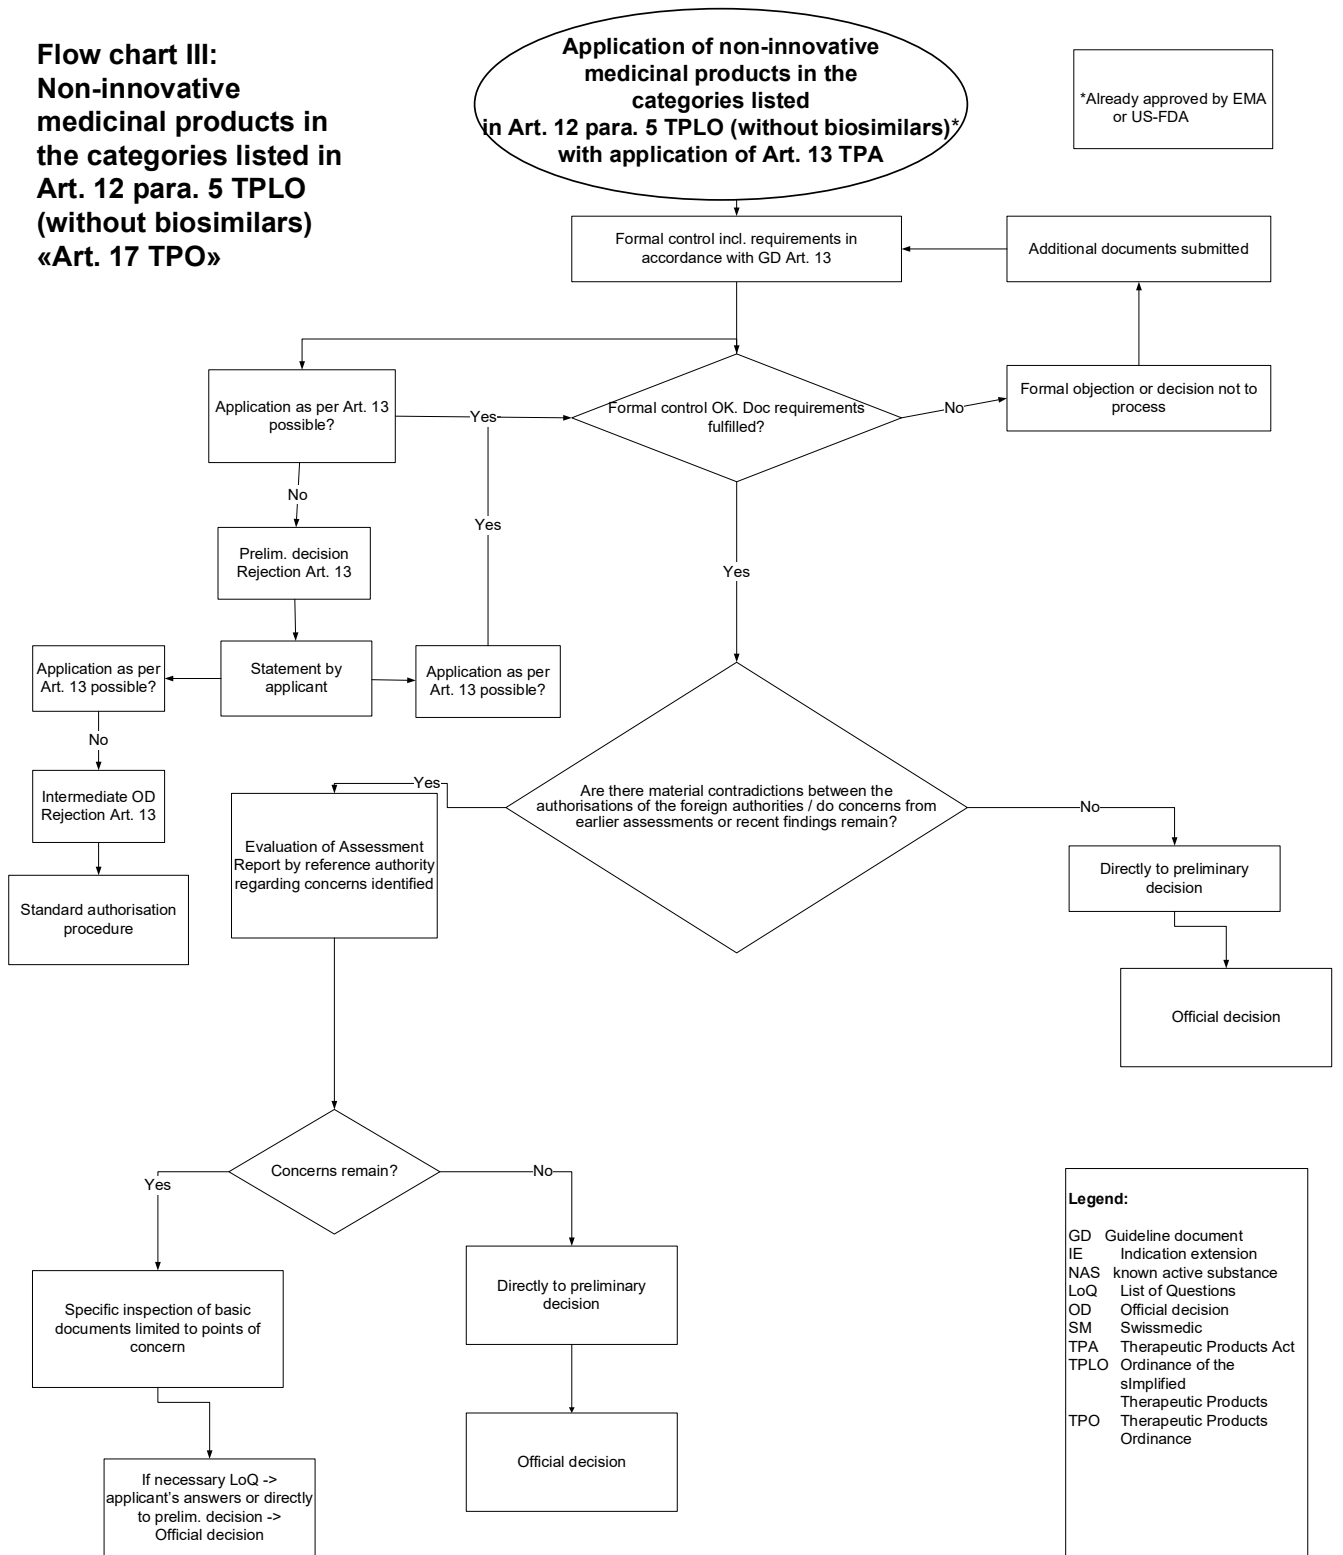 Flow chart III:
Non-innovative
medicinal products in
the categories listed in
Art. 12 para. 5 TPLO
(without biosimilars)
«Art. 17 TPO»
Application of non-innovative
medicinal products in the
categories listed
in Art. 12 para. 5 TPLO (without biosimilars)*
with application of Art. 13 TPA
*Already approved by EMA
or US-FDA
Formal control incl. requirements in
accordance with GD Art. 13
Additional documents submitted
Application as per Art. 13
possible?
Yes
Formal control OK. Doc requirements
fulfilled?
No
Formal objection or decision not to
process
No
Yes
Prelim. decision
Rejection Art. 13
Yes
Application as per
Art. 13 possible?
Statement by
applicant
Application as per
Art. 13 possible?
No
Intermediate OD
Rejection Art. 13
Standard authorisation
procedure
Yes
Are there material contradictions between the
authorisations of the foreign authorities / do concerns from
earlier assessments or recent findings remain?
No
Evaluation of Assessment
Report by reference authority
regarding concerns identified
Directly to preliminary
decision
Official decision
Concerns remain?
Yes
No
Specific inspection of basic
documents limited to points of
concern
Directly to preliminary
decision
If necessary LoQ ->
applicant's answers or directly
to prelim. decision ->
Official decision
Official decision
Legend:
GD Guideline document
IE Indication extension
NAS known active substance
LoQ List of Questions
OD Official decision
SM Swissmedic
TPA Therapeutic Products Act
TPLO Ordinance of the
sImplified
Therapeutic Products
TPO Therapeutic Products
Ordinance